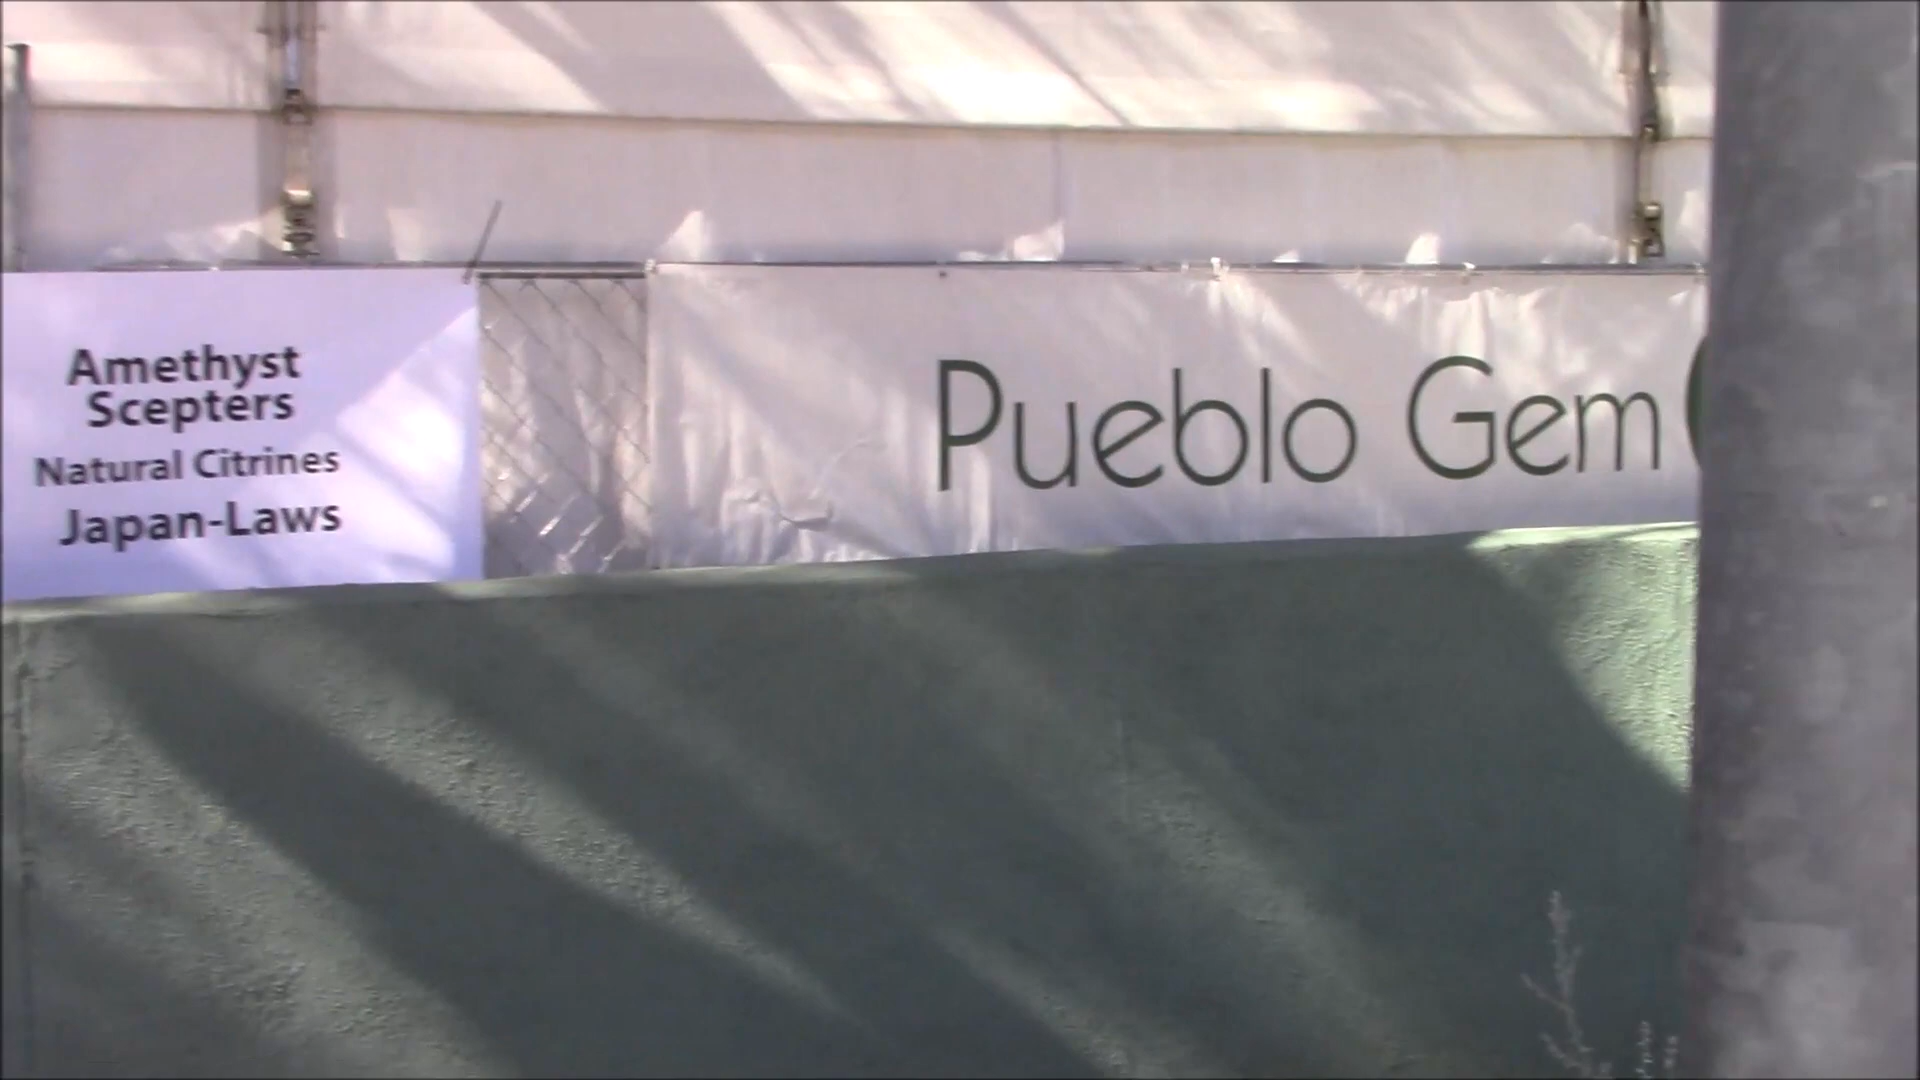 Amethyst
Scepters
Natural Citrines
Japan-Laws
Pueblo Gem